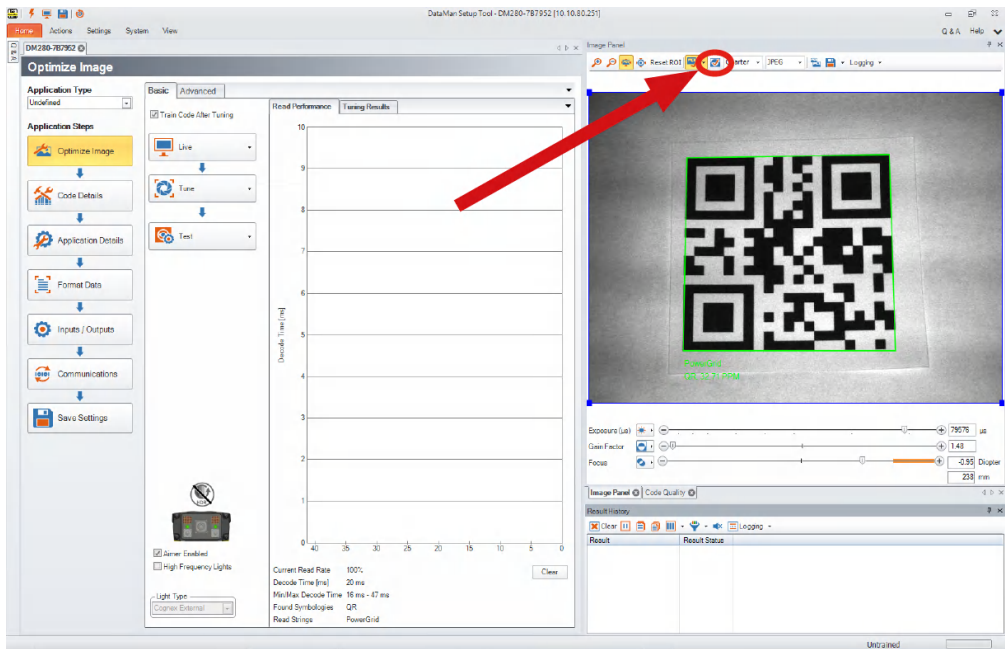 DataMan Setup Tool - DM280-7B7952 [10.10.80.251]
Home Actions Settings System View Q & A Help
DM280-7B7952
Optimize Image
Application Type
Undefined
Application Steps
Optimize Image
Code Details
Application Details
Format Data
Inputs / Outputs
Communications
Save Settings
Basic Advanced
Train Code After Tuning
Live
Tune
Test
Aimer Enabled
High Frequency Lights
Light Type
Cognex External
Read Performance Tuning Results
10
9
8
7
6
5
4
3
2
1
0
Decode Time [ms]
40 35 30 25 20 15 10 5 0
Current Read Rate 100%
Clear
Decode Time [ms] 20 ms
Min/Max Decode Time 16 ms - 47 ms
Found Symbologies QR
Read Strings PowerGrid
Image Panel
Reset ROI JPEG Logging
PowerGrid
Exposure (µs) 79576 µs
Gain Factor 1.48
Focus -0.95 Diopter
238 mm
Image Panel Code Quality
Result History
Clear Logging
Result Result Status
Untrained